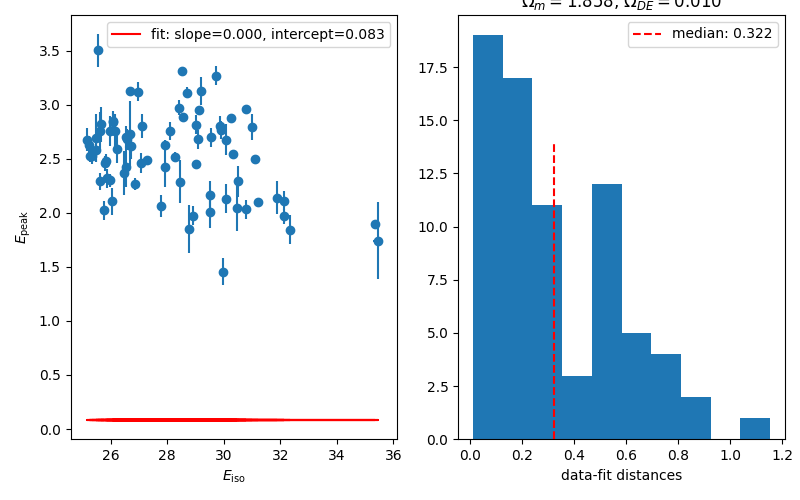 Ω_m = 1.858, Ω_DE = 0.010
fit: slope=0.000, intercept=0.083
median: 0.322
3.5
3.0
2.5
2.0
1.5
1.0
0.5
0.0
E_peak
26 28 30 32 34 36
E_iso
17.5
15.0
12.5
10.0
7.5
5.0
2.5
0.0
0.0 0.2 0.4 0.6 0.8 1.0 1.2
data-fit distances